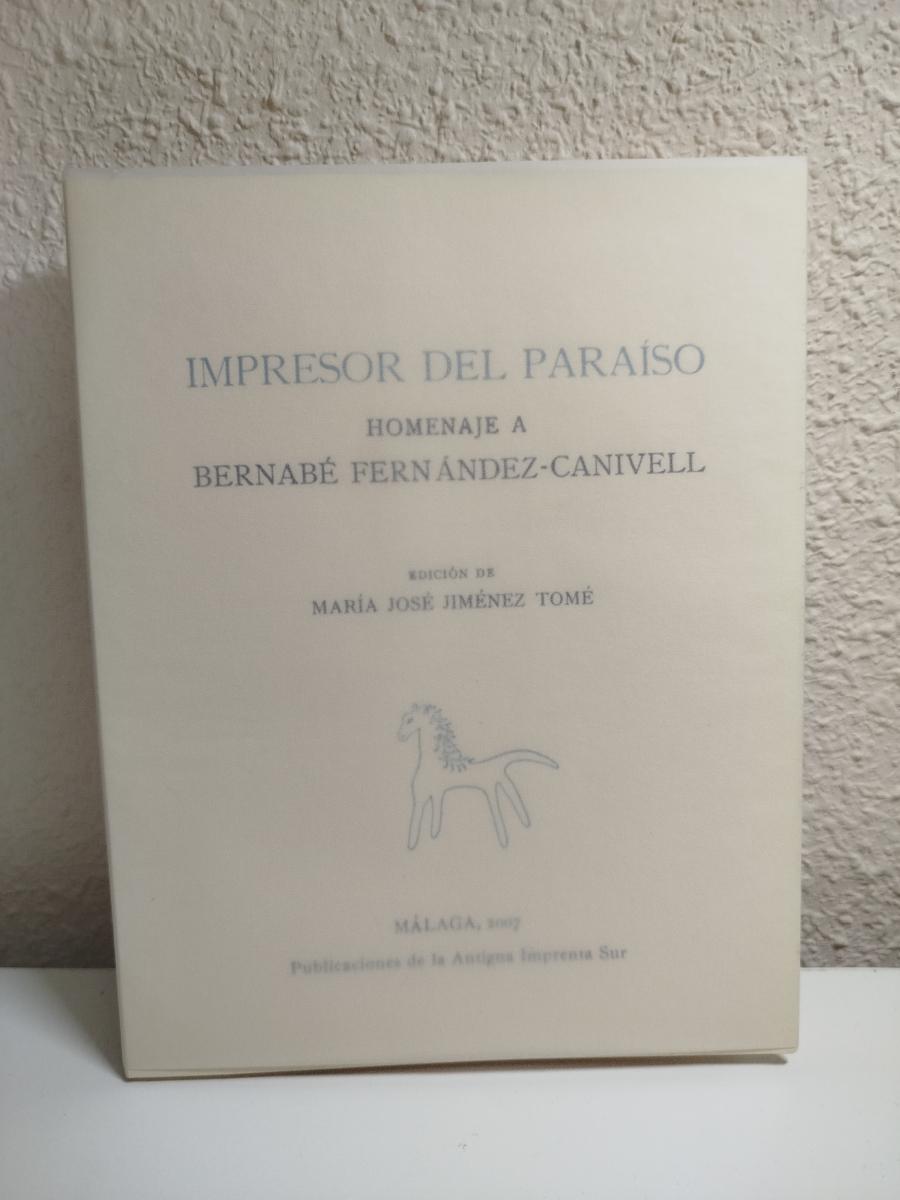 IMPRESOR DEL PARAÍSO
HOMENAJE A
BERNABÉ FERNÁNDEZ-CANIVELL
EDICIÓN DE
MARÍA JOSÉ JIMÉNEZ TOMÉ
MÁLAGA, 2007
Publicaciones de la Antigua Imprenta Sur